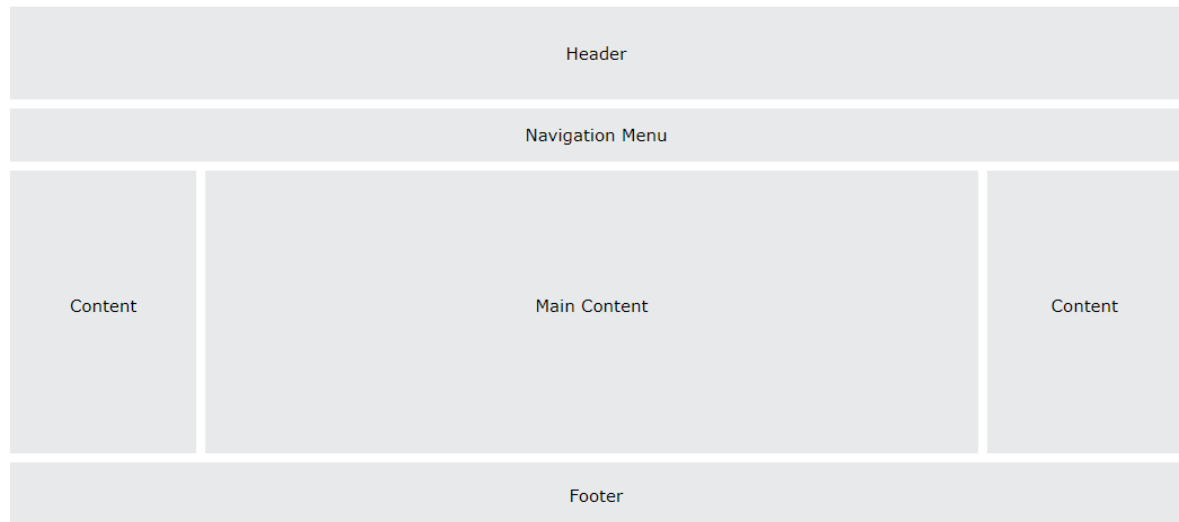 Header
Navigation Menu
Content
Main Content
Content
Footer